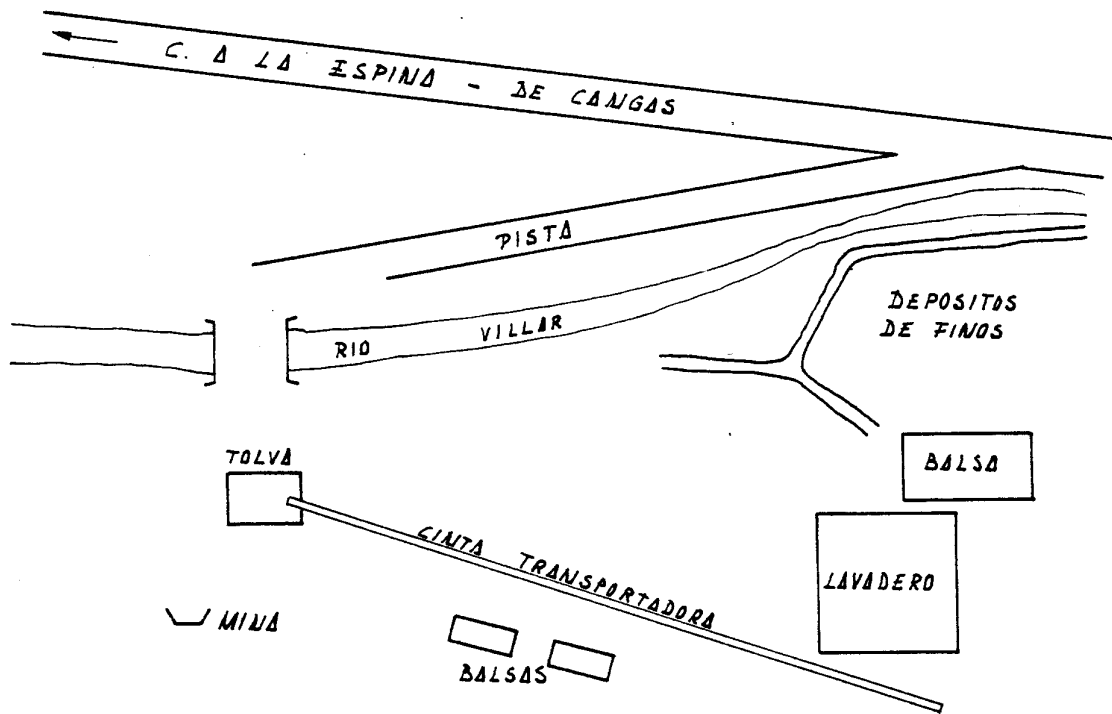 C. A LA ESPINA - DE CANGAS
PISTA
RIO VILLAR
DEPOSITOS
DE FINOS
TOLVA
BALSA
CINTA TRANSPORTADORA
LAVADERO
MINA
BALSAS